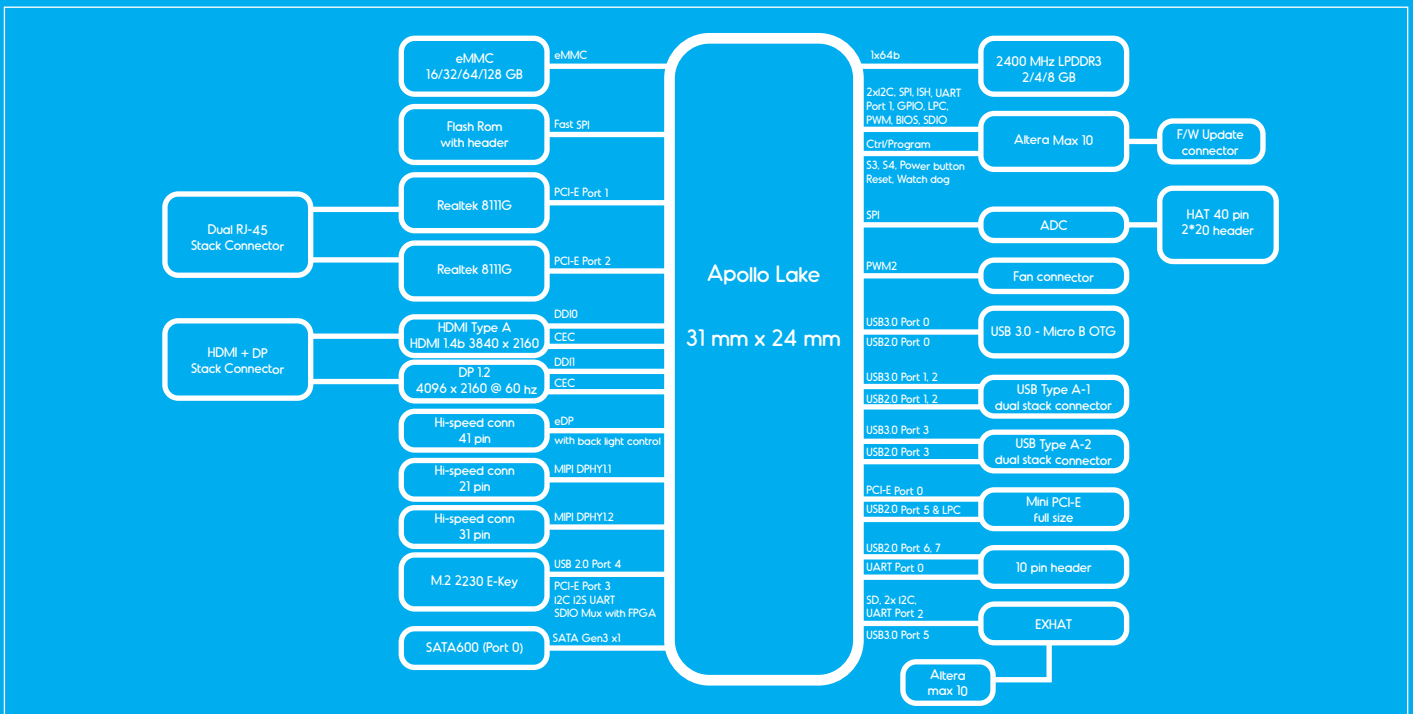 eMMC
16/32/64/128 GB
eMMC
Flash Rom
with header
Fast SPI
Dual RJ-45
Stack Connector
Realtek 8111G
PCI-E Port 1
Realtek 8111G
PCI-E Port 2
HDMI + DP
Stack Connector
HDMI Type A
HDMI 1.4b 3840 x 2160
DDI0
CEC
DP 1.2
4096 x 2160 @ 60 hz
DDI1
CEC
Hi-speed conn
41 pin
eDP
with back light control
Hi-speed conn
21 pin
MIPI DPHY1.1
Hi-speed conn
31 pin
MIPI DPHY1.2
M.2 2230 E-Key
USB 2.0 Port 4
PCI-E Port 3
I2C I2S UART
SDIO Mux with FPGA
SATA600 (Port 0)
SATA Gen3 x1
Apollo Lake
31 mm x 24 mm
1x64b
2400 MHz LPDDR3
2/4/8 GB
2xI2C, SPI, ISH, UART
Port 1, GPIO, LPC,
PWM, BIOS, SDIO
Ctrl/Program
S3, S4, Power button
Reset, Watch dog
Altera Max 10
F/W Update
connector
SPI
ADC
HAT 40 pin
2*20 header
PWM2
Fan connector
USB3.0 Port 0
USB2.0 Port 0
USB 3.0 - Micro B OTG
USB3.0 Port 1, 2
USB2.0 Port 1, 2
USB Type A-1
dual stack connector
USB3.0 Port 3
USB2.0 Port 3
USB Type A-2
dual stack connector
PCI-E Port 0
USB2.0 Port 5 & LPC
Mini PCI-E
full size
USB2.0 Port 6, 7
UART Port 0
10 pin header
SD, 2x I2C,
UART Port 2
USB3.0 Port 5
EXHAT
Altera
max 10